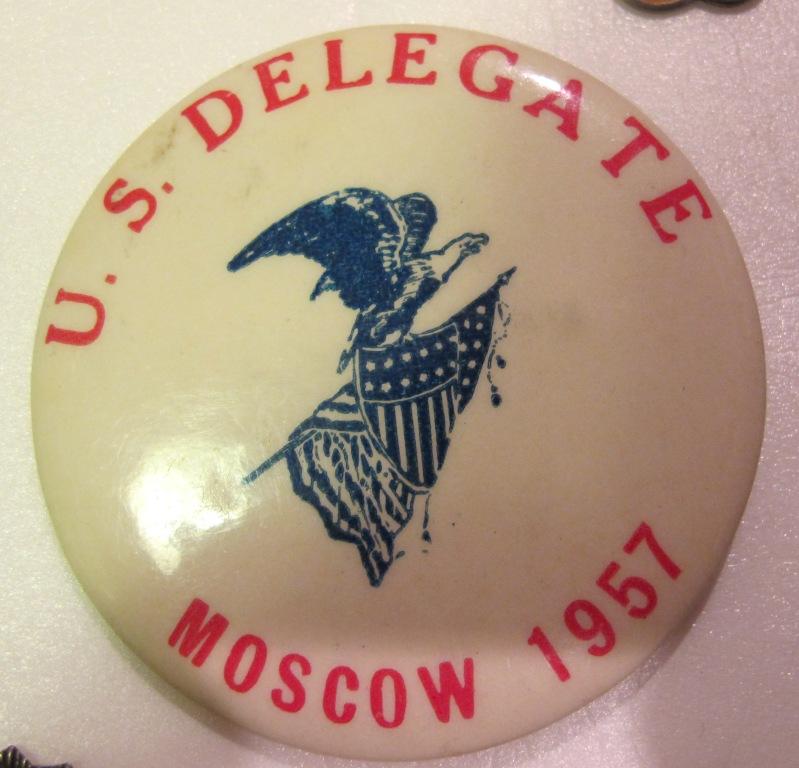 U. S. DELEGATE
MOSCOW 1957